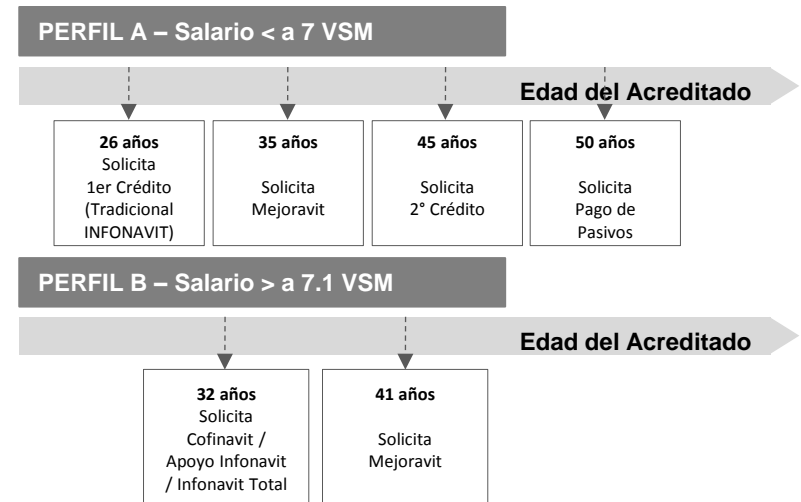 PERFIL A – Salario < a 7 VSM
Edad del Acreditado
26 años
Solicita
1er Crédito
(Tradicional
INFONAVIT)
35 años
Solicita
Mejoravit
45 años
Solicita
2° Crédito
50 años
Solicita
Pago de
Pasivos
PERFIL B – Salario > a 7.1 VSM
Edad del Acreditado
32 años
Solicita
Cofinavit /
Apoyo Infonavit
/ Infonavit Total
41 años
Solicita
Mejoravit